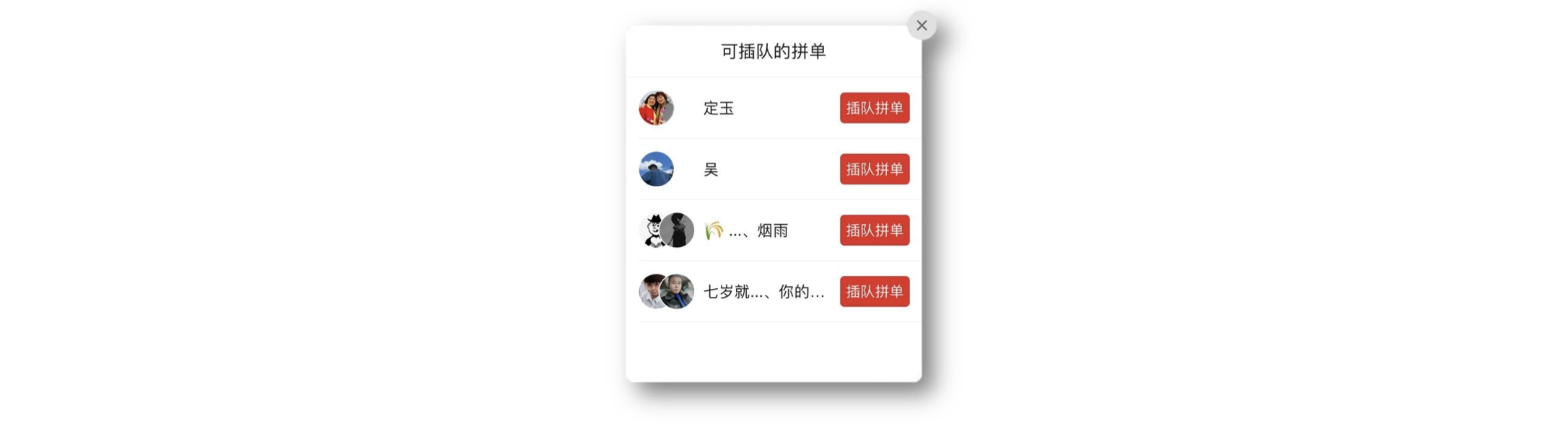 可插队的拼单
定玉 插队拼单
吴 插队拼单
🌾 ...、烟雨 插队拼单
七岁就...、你的... 插队拼单